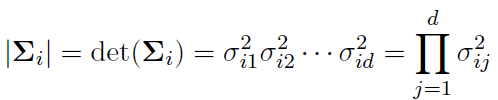 |Σ_i| = det(Σ_i) = σ_{i1}^2 σ_{i2}^2 ⋯ σ_{id}^2 = ∏_{j=1}^{d} σ_{ij}^2